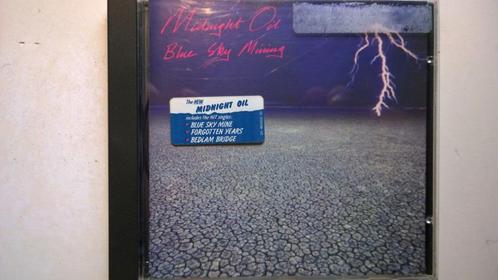 Midnight Oil
Blue Sky Mining
The NEW
MIDNIGHT OIL
includes the HIT singles:
• BLUE SKY MINE
• FORGOTTEN YEARS
• BEDLAM BRIDGE